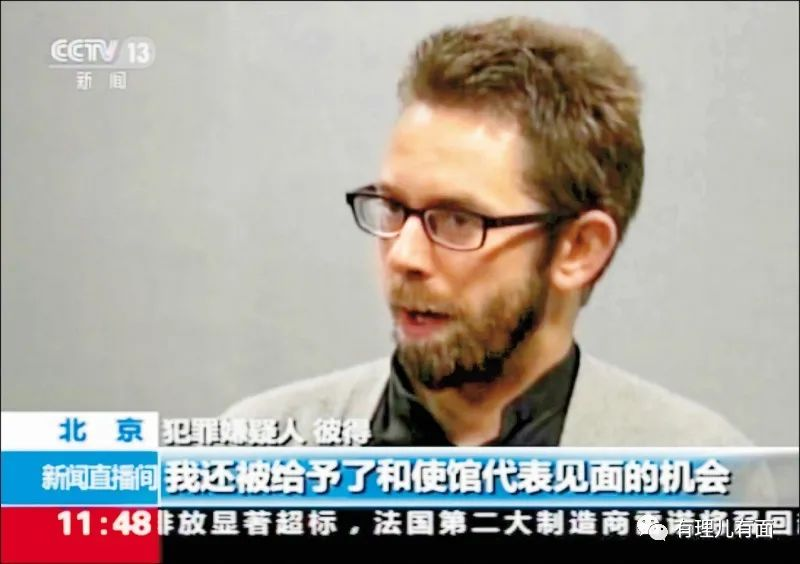 CCTV 13
新闻
北京
犯罪嫌疑人 彼得
新闻直播间
我还被给予了和使馆代表见面的机会
11:48
排放显著超标，法国第二大制造商
有理儿有面